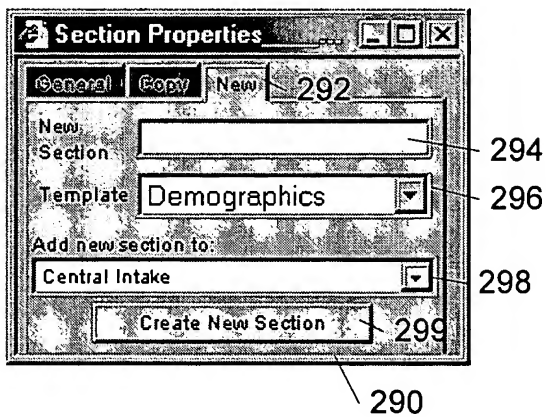 Section Properties
General Copy New 292
New
Section 294
Template Demographics 296
Add new section to:
Central Intake 298
Create New Section 299
290